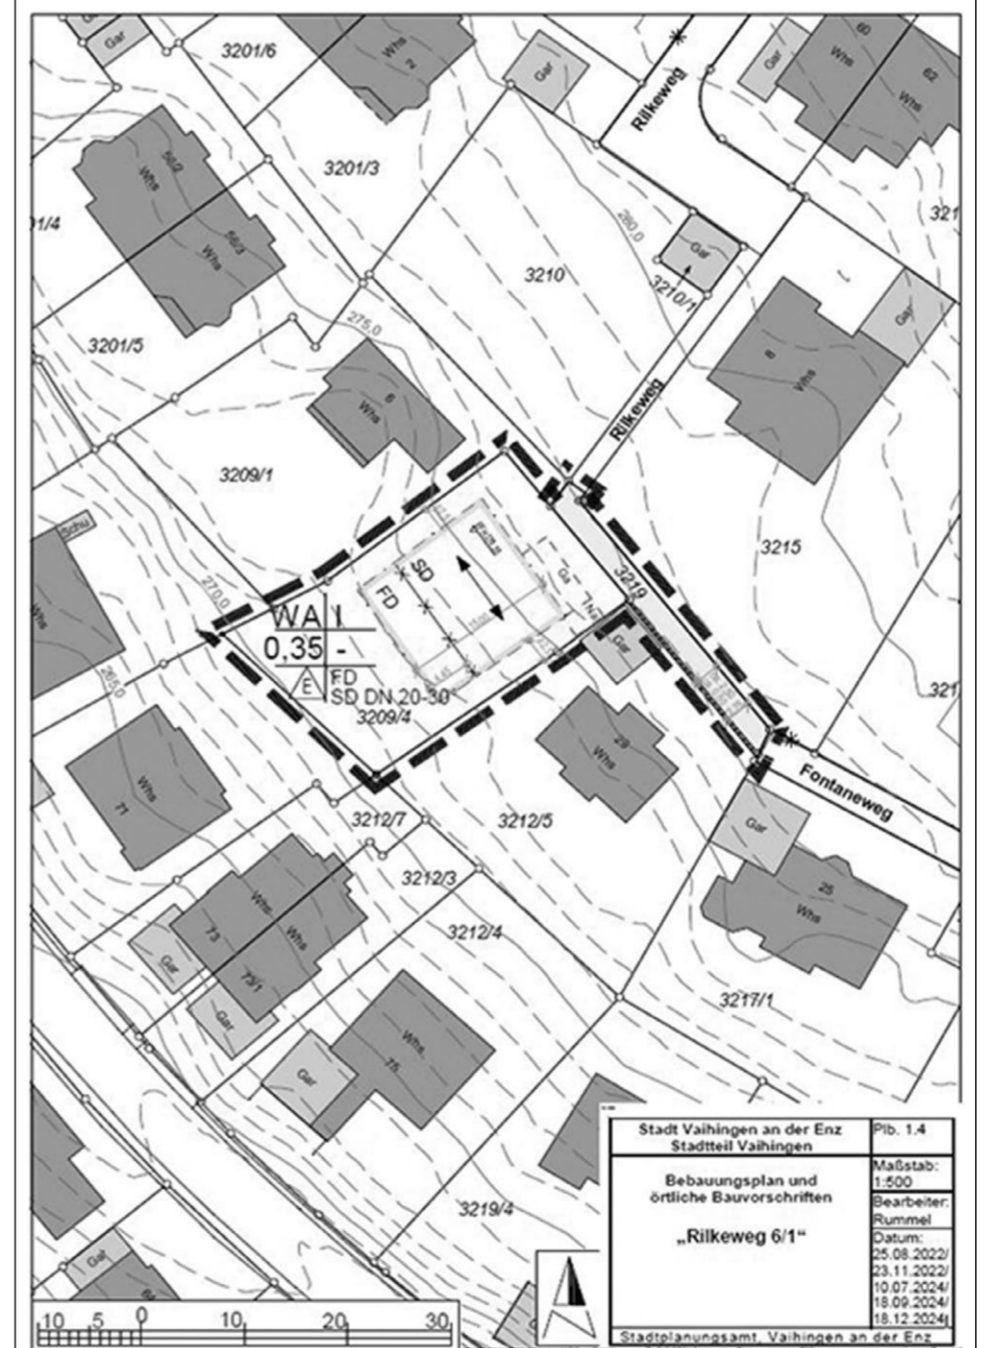 Gar
3201/6
Whs
2
Gar
Rilkeweg
Gar
60
Whs
62
Whs
56/2
Whs
3201/3
56/3
Whs
280,0
Gar
3210
3210/1
275,0
3201/5
Gar
8
Whs
6
Whs
Rilkeweg
3209/1
Schu
3215
Whs
SD
FD
Ga
3219
270,0
WA I
0,35 -
E
FD
SD DN 20-30
3209/4
Gar
265,0
29
Whs
Whs
71
Fontaneweg
3212/7
3212/5
Gar
3212/3
25
Whs
3212/4
Whs
73
Whs
73/1
Gar
Gar
3217/1
Whs
75
Gar
3219/4
Gar
Stadt Vaihingen an der Enz
Stadtteil Vaihingen
Plb. 1.4
Bebauungsplan und
örtliche Bauvorschriften
„Rilkeweg 6/1“
Maßstab:
1:500
Bearbeiter:
Rummel
Datum:
25.08.2022/
23.11.2022/
10.07.2024/
18.09.2024/
18.12.2024
Stadtplanungsamt, Vaihingen an der Enz
10 5 0 10 20 30